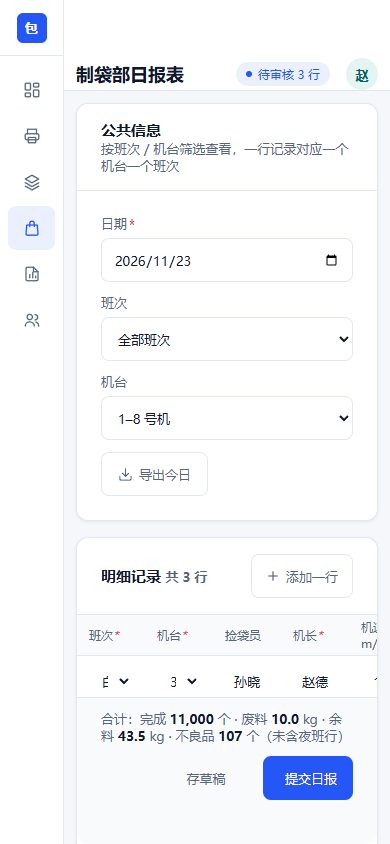 包
制袋部日报表
待审核 3 行
赵
公共信息
按班次 / 机台筛选查看，一行记录对应一个
机台一个班次
日期*
2026/11/23
班次
全部班次
机台
1–8 号机
导出今日
明细记录 共 3 行
添加一行
班次* 机台* 捡袋员 机长*
m/
3 孙晓 赵德
合计：完成 11,000 个 · 废料 10.0 kg · 余
料 43.5 kg · 不良品 107 个（未含夜班行）
存草稿
提交日报